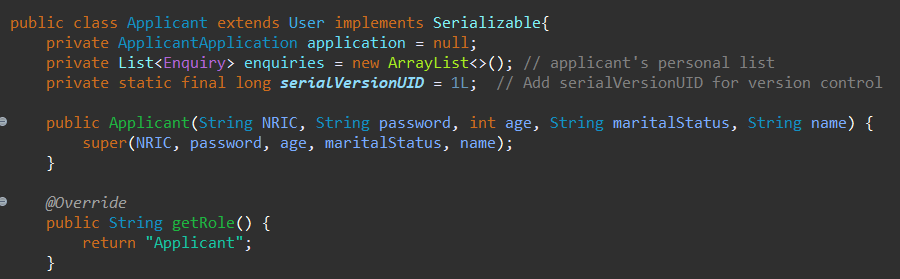 public class Applicant extends User implements Serializable{
    private ApplicantApplication application = null;
    private List<Enquiry> enquiries = new ArrayList<>(); // applicant's personal list
    private static final long serialVersionUID = 1L;  // Add serialVersionUID for version control
    public Applicant(String NRIC, String password, int age, String maritalStatus, String name) {
        super(NRIC, password, age, maritalStatus, name);
    }
    @Override
    public String getRole() {
        return "Applicant";
    }